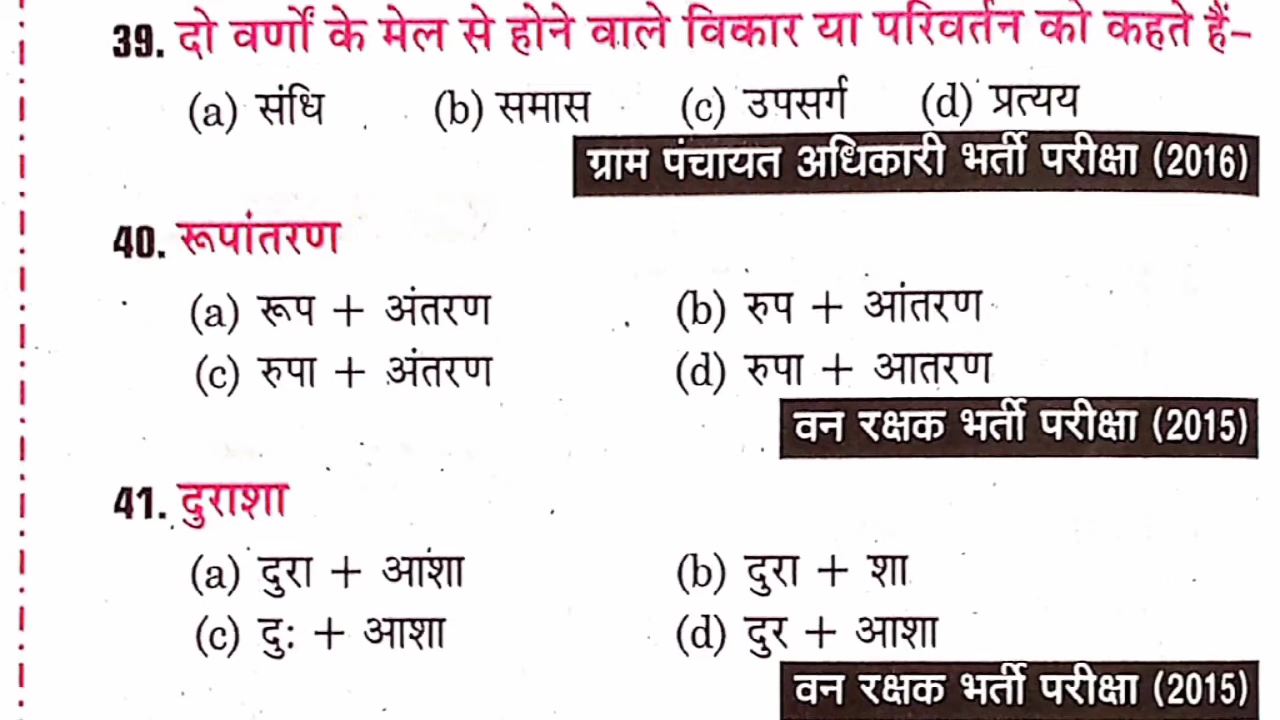 39. दो वर्णों के मेल से होने वाले विकार या परिवर्तन को कहते हैं–
(a) संधि (b) समास (c) उपसर्ग (d) प्रत्यय
ग्राम पंचायत अधिकारी भर्ती परीक्षा (2016)
40. रूपांतरण
(a) रूप + अंतरण (b) रुप + आंतरण
(c) रुपा + अंतरण (d) रुपा + आतरण
वन रक्षक भर्ती परीक्षा (2015)
41. दुराशा
(a) दुरा + आंशा (b) दुरा + शा
(c) दुः + आशा (d) दुर + आशा
वन रक्षक भर्ती परीक्षा (2015)